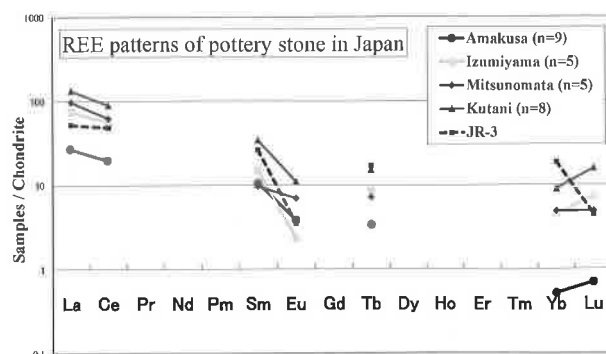 REE patterns of pottery stone in Japan
Amakusa (n=9)
Izumiyama (n=5)
Mitsunomata (n=5)
Kutani (n=8)
JR-3
Samples / Chondrite
1000
100
10
1
0.1
La Ce Pr Nd Pm Sm Eu Gd Tb Dy Ho Er Tm Yb Lu